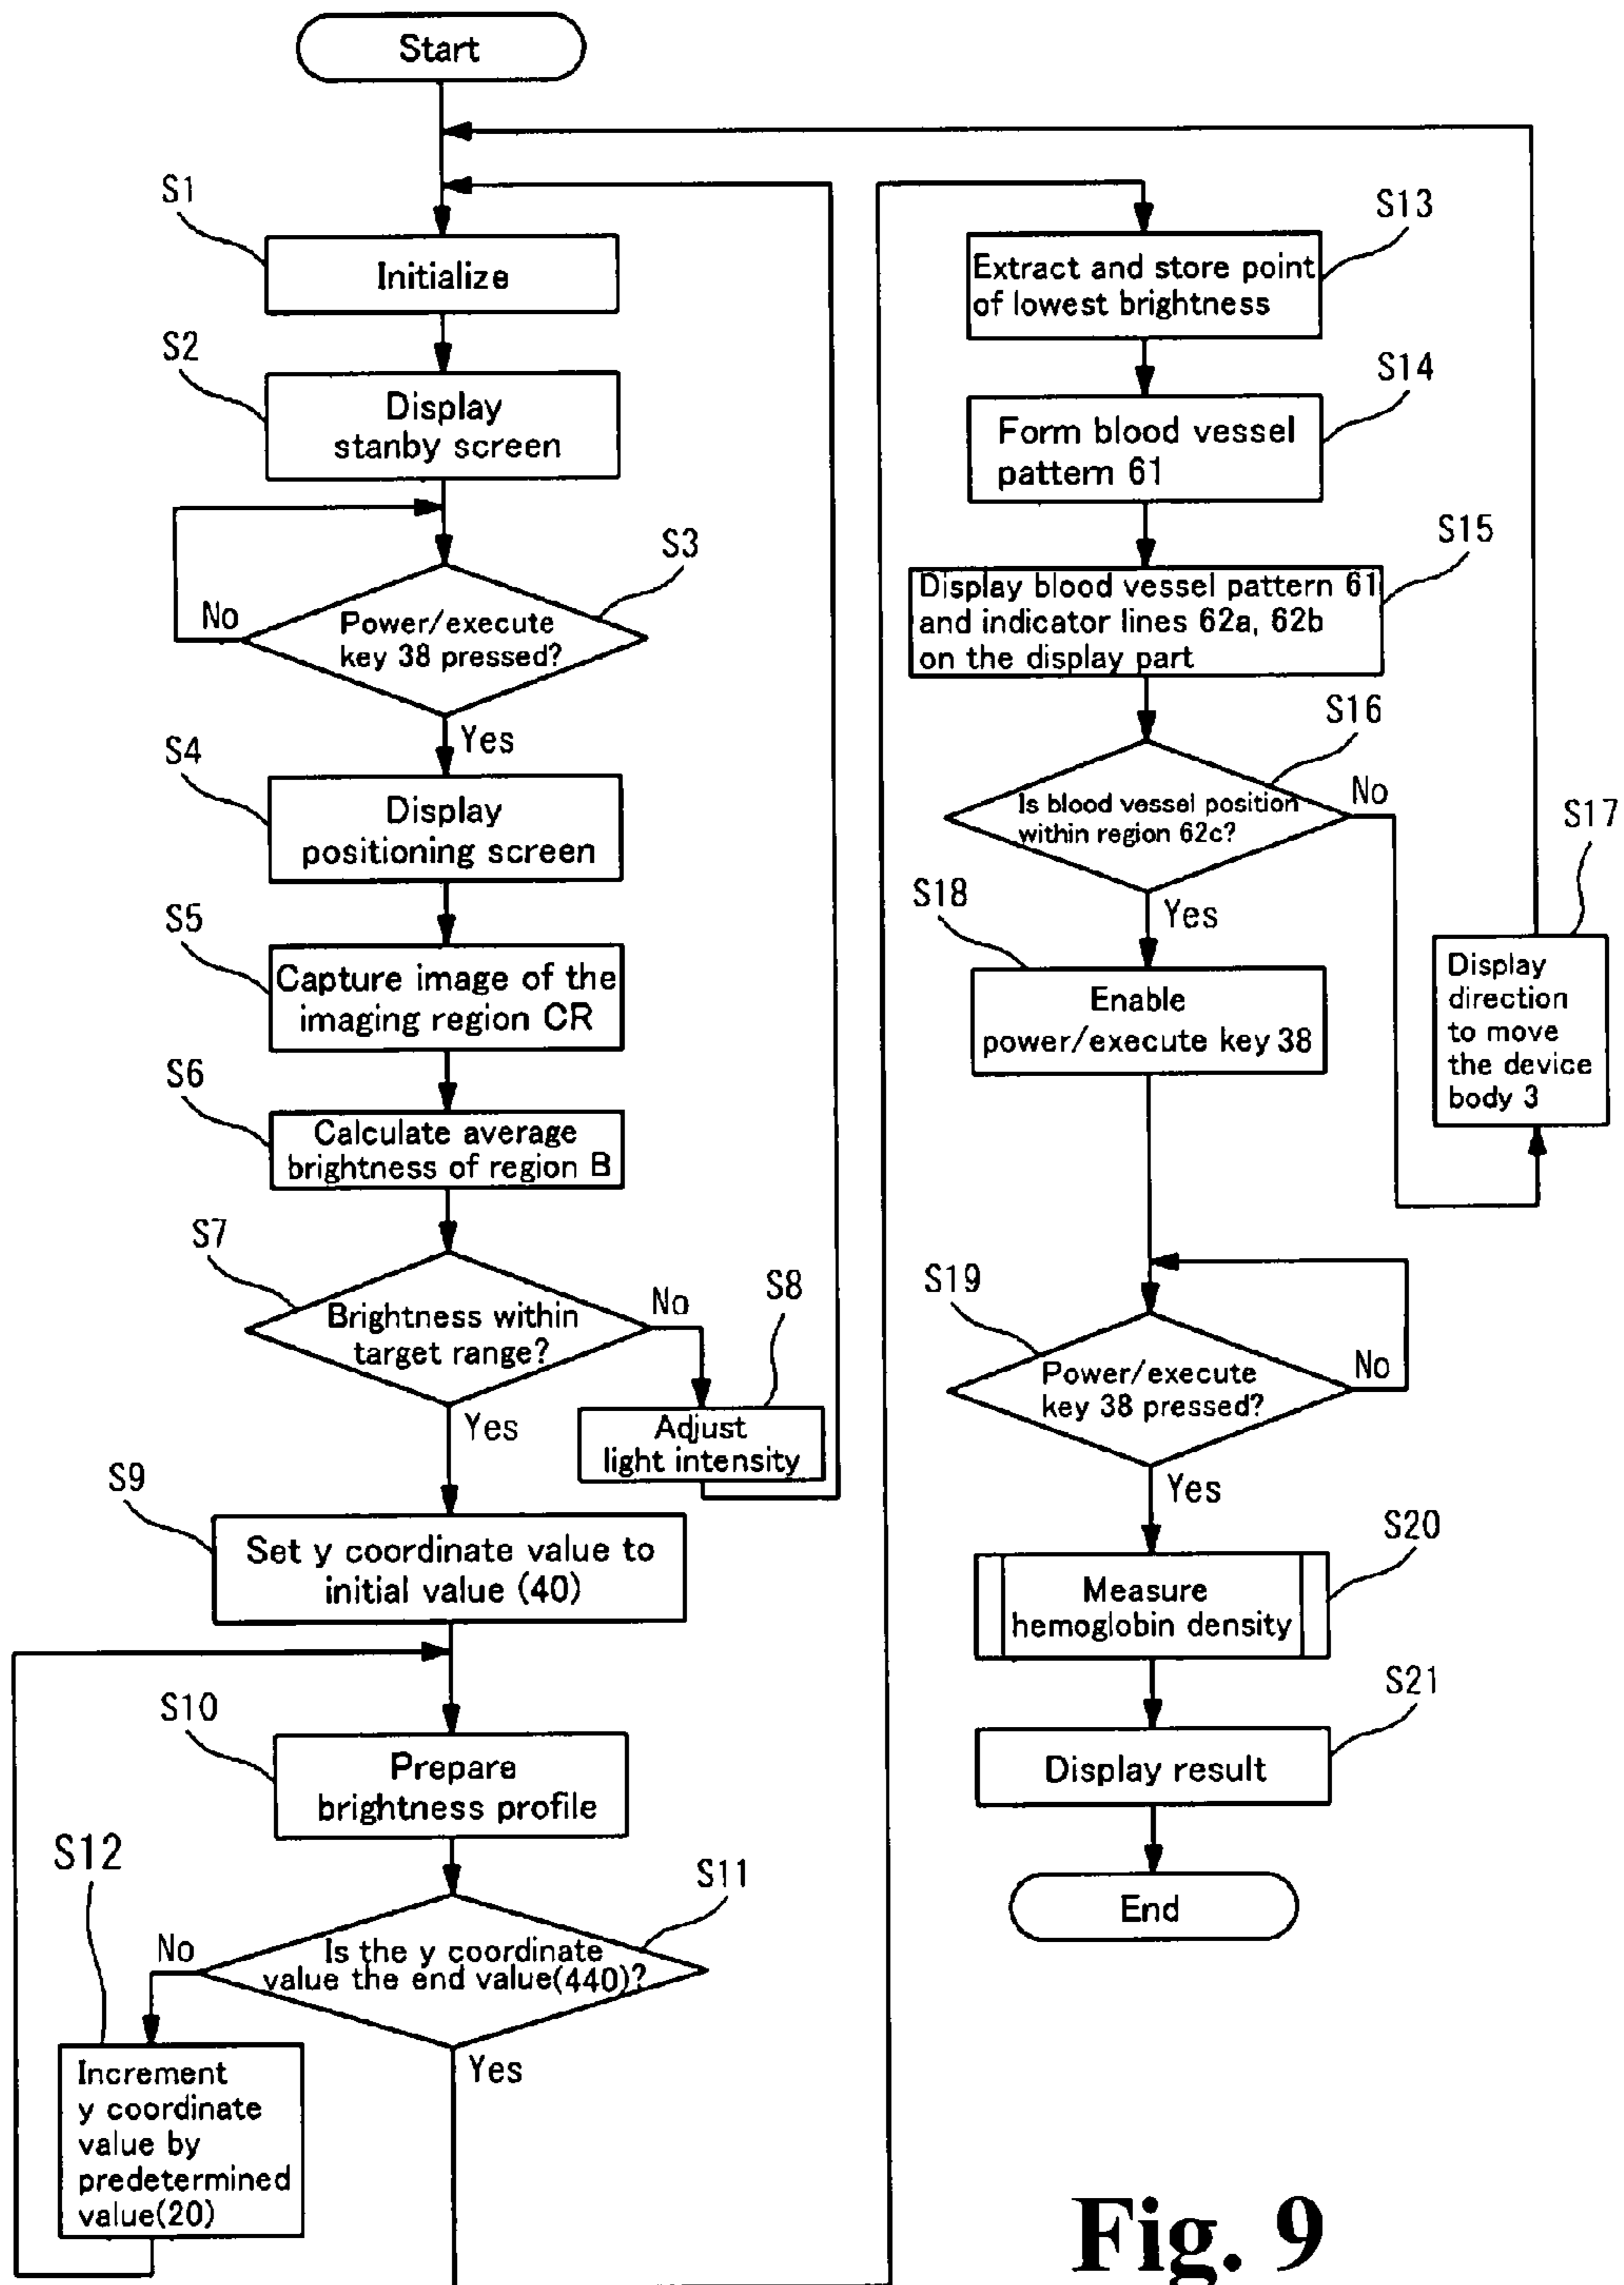 Start
S1
Initialize
S2
Display
stanby screen
S3
No
Power/execute
key 38 pressed?
Yes
S4
Display
positioning screen
S5
Capture image of the
imaging region CR
S6
Calculate average
brightness of region B
S7
Brightness within
target range?
No
S8
Yes
Adjust
light intensity
S9
Set y coordinate value to
initial value (40)
S10
Prepare
brightness profile
S12
S11
No
Is the y coordinate
value the end value(440)?
Yes
Increment
y coordinate
value by
predetermined
value(20)
S13
Extract and store point
of lowest brightness
S14
Form blood vessel
pattern 61
S15
Display blood vessel pattern 61
and indicator lines 62a, 62b
on the display part
S16
Is blood vessel position
within region 62c?
No
S17
Display
direction
to move
the device
body 3
S18
Yes
Enable
power/execute key 38
S19
Power/execute
key 38 pressed?
No
Yes
S20
Measure
hemoglobin density
S21
Display result
End
Fig. 9